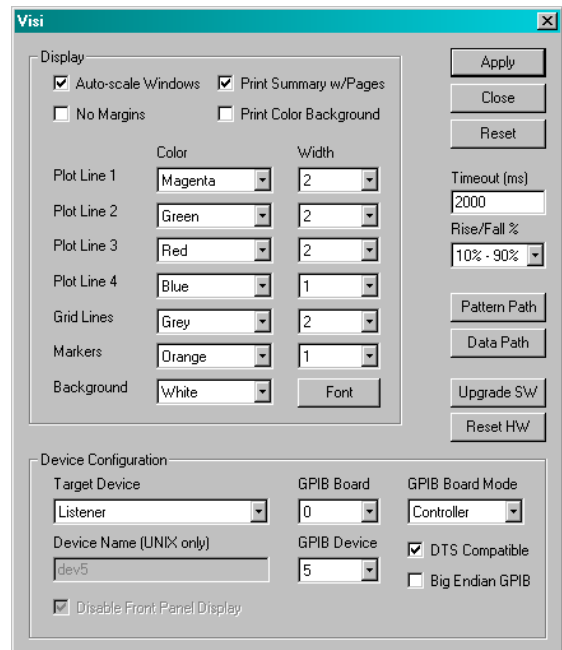 Visi
Display
Auto-scale Windows Print Summary w/Pages
No Margins Print Color Background
Color Width
Plot Line 1 Magenta 2
Plot Line 2 Green 2
Plot Line 3 Red 2
Plot Line 4 Blue 1
Grid Lines Grey 2
Markers Orange 1
Background White Font
Apply
Close
Reset
Timeout (ms)
2000
Rise/Fall %
10% - 90%
Pattern Path
Data Path
Upgrade SW
Reset HW
Device Configuration
Target Device GPIB Board GPIB Board Mode
Listener 0 Controller
Device Name (UNIX only) GPIB Device DTS Compatible
dev5 5 Big Endian GPIB
Disable Front Panel Display